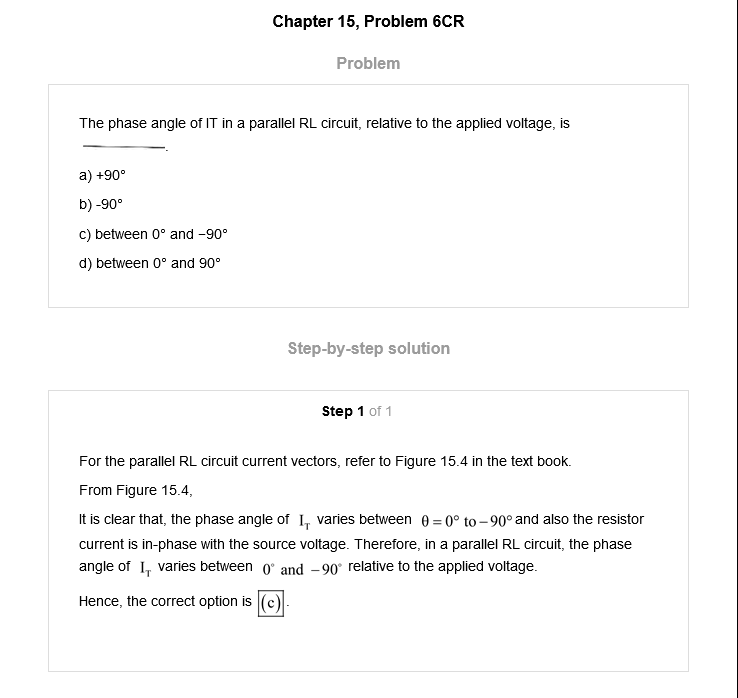 Chapter 15, Problem 6CR
Problem
The phase angle of IT in a parallel RL circuit, relative to the applied voltage, is
________.
a) +90°
b) -90°
c) between 0° and −90°
d) between 0° and 90°
Step-by-step solution
Step 1 of 1
For the parallel RL circuit current vectors, refer to Figure 15.4 in the text book.
From Figure 15.4,
It is clear that, the phase angle of I_T varies between θ = 0° to − 90° and also the resistor
current is in-phase with the source voltage. Therefore, in a parallel RL circuit, the phase
angle of I_T varies between 0° and −90° relative to the applied voltage.
Hence, the correct option is (c).